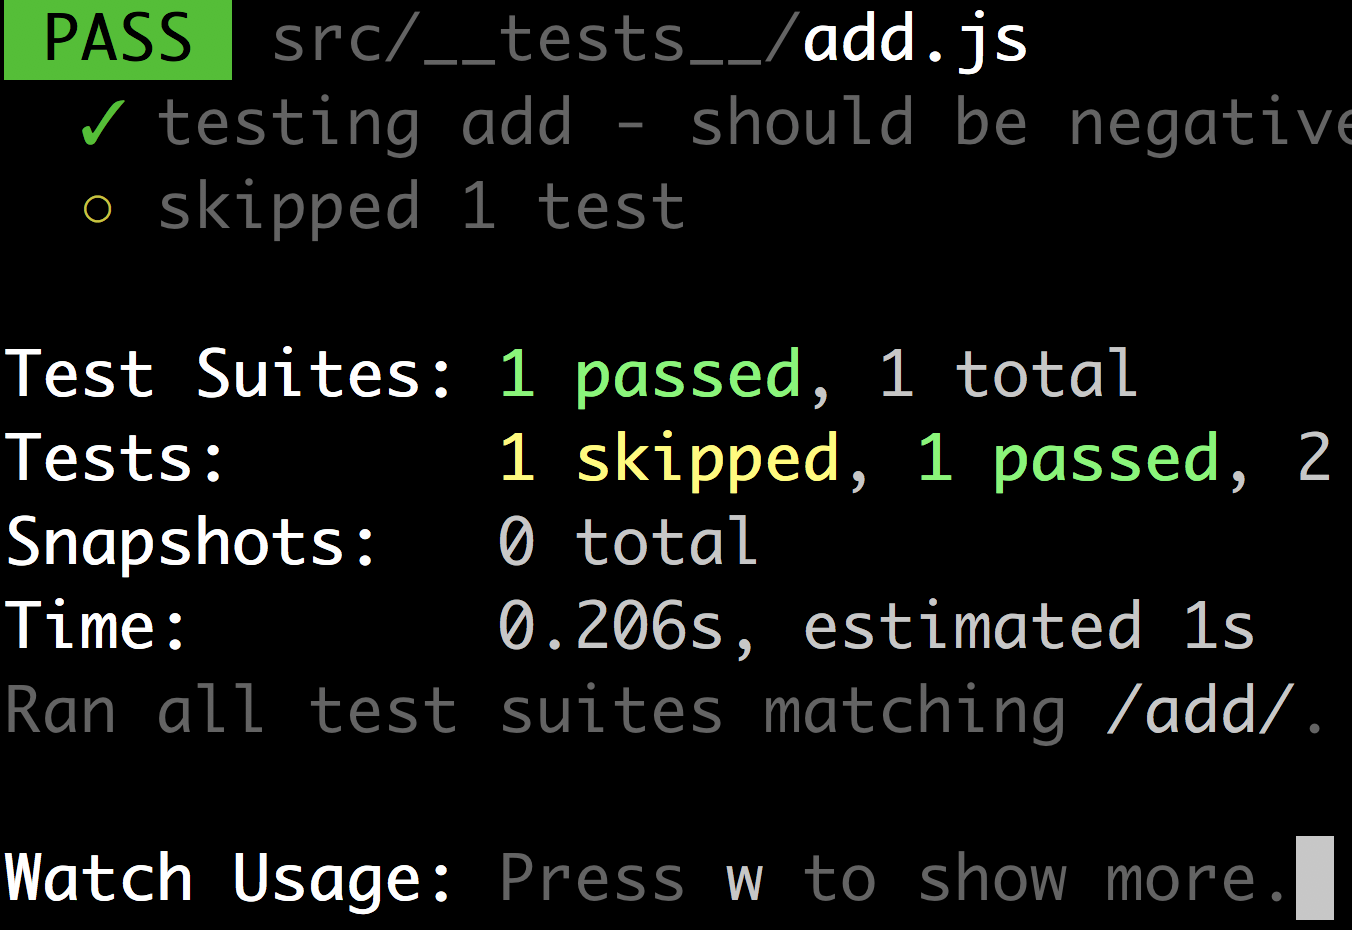 PASS src/__tests__/add.js
✓ testing add - should be negative
○ skipped 1 test
Test Suites: 1 passed, 1 total
Tests: 1 skipped, 1 passed, 2
Snapshots: 0 total
Time: 0.206s, estimated 1s
Ran all test suites matching /add/.
Watch Usage: Press w to show more.